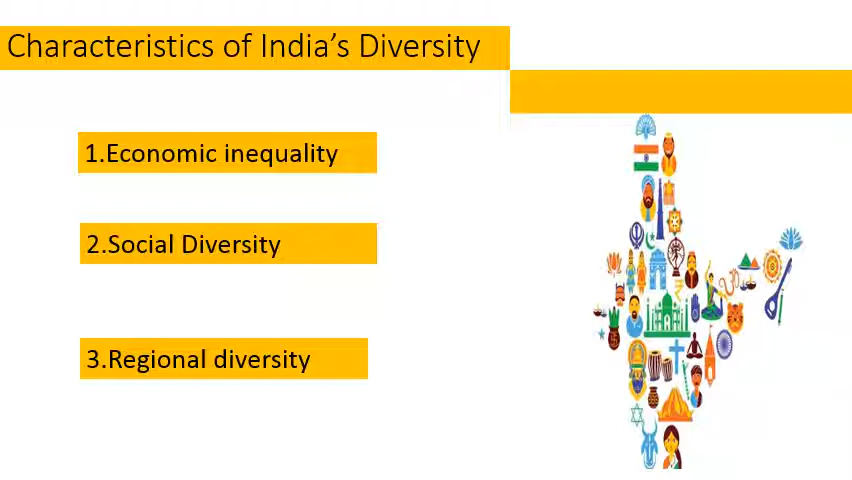 Characteristics of India's Diversity
1.Economic inequality
2.Social Diversity
3.Regional diversity